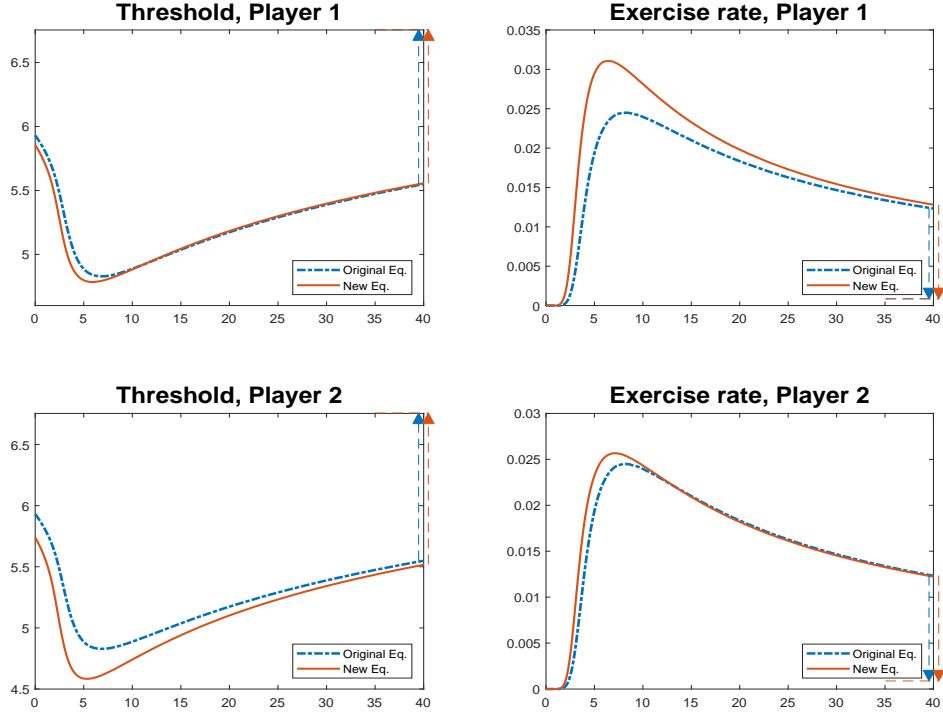 Threshold, Player 1
6.5
6
5.5
5
0 5 10 15 20 25 30 35 40
Original Eq.
New Eq.
Exercise rate, Player 1
0.035
0.03
0.025
0.02
0.015
0.01
0.005
0
0 5 10 15 20 25 30 35 40
Original Eq.
New Eq.
Threshold, Player 2
6.5
6
5.5
5
4.5
0 5 10 15 20 25 30 35 40
Original Eq.
New Eq.
Exercise rate, Player 2
0.03
0.025
0.02
0.015
0.01
0.005
0
0 5 10 15 20 25 30 35 40
Original Eq.
New Eq.